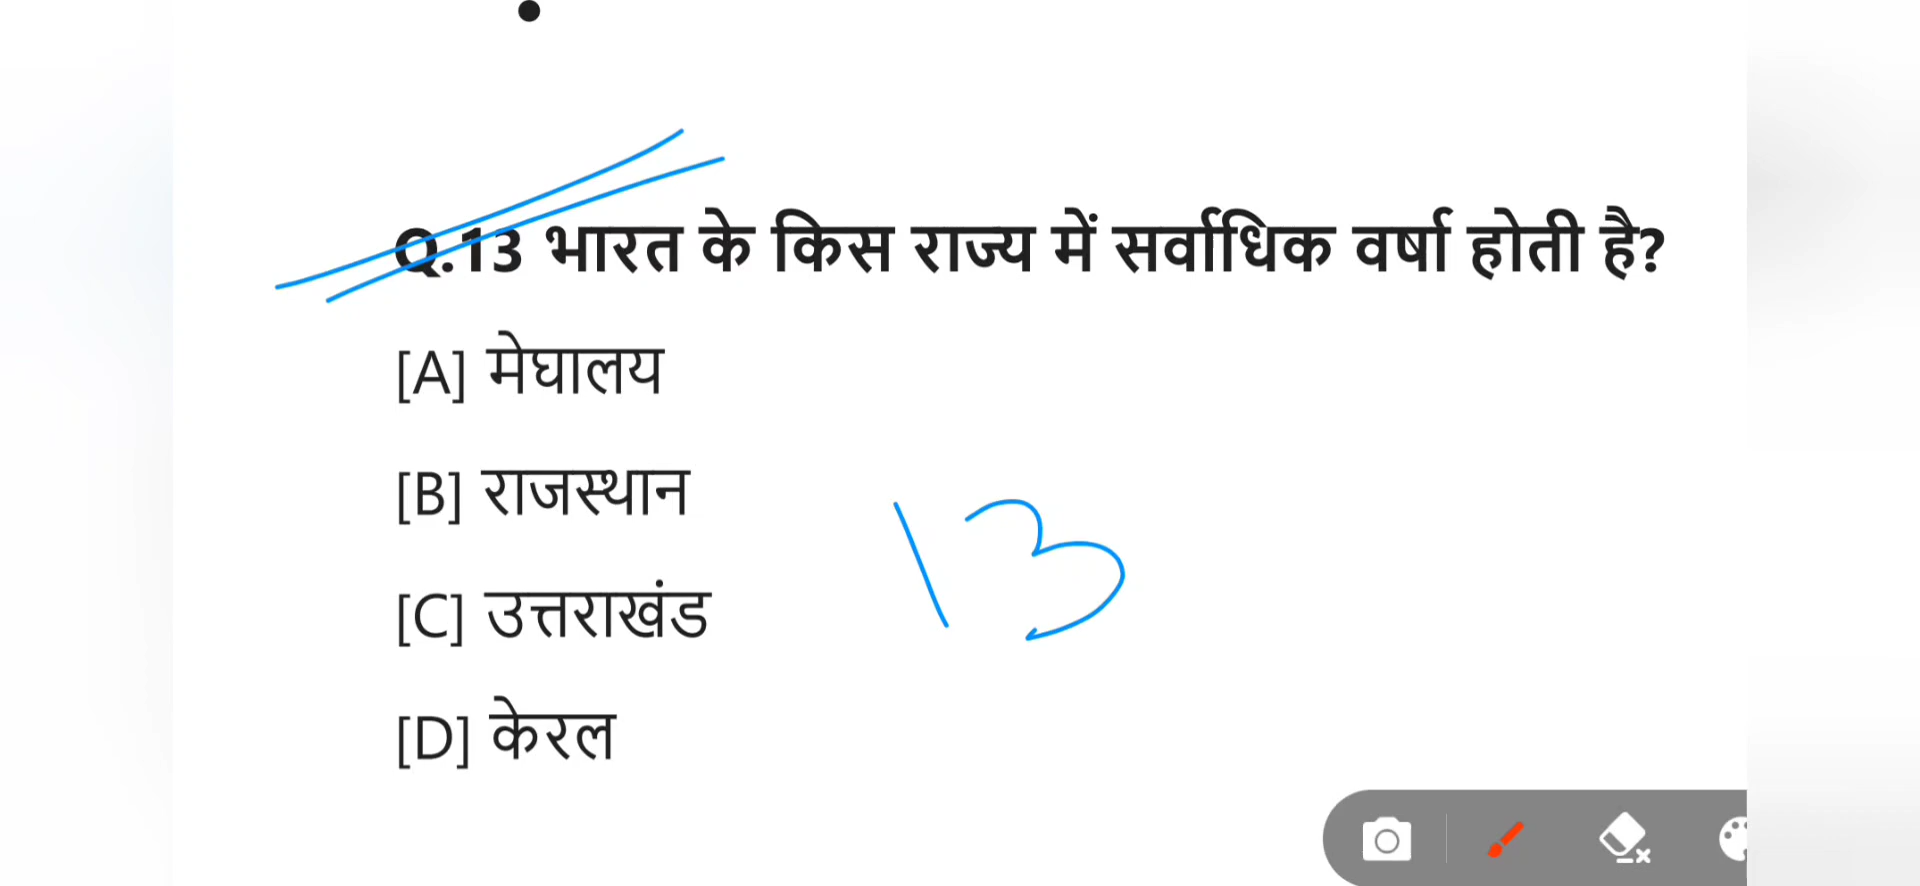 Q.13 भारत के किस राज्य में सर्वाधिक वर्षा होती है?
[A] मेघालय
[B] राजस्थान
[C] उत्तराखंड
13
[D] केरल